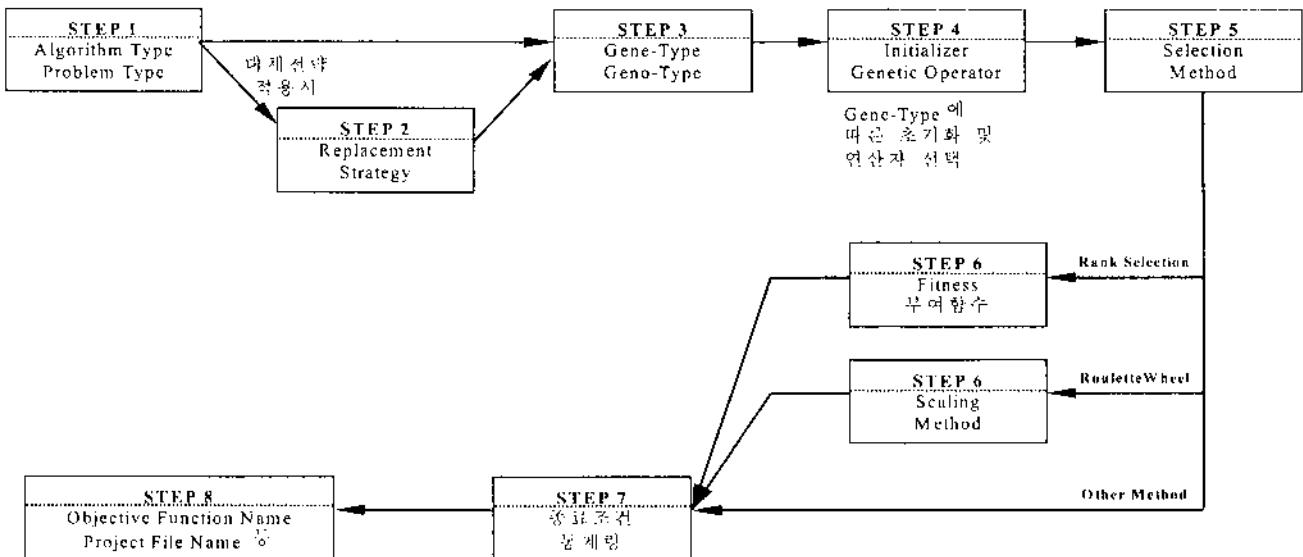 STEP 1
Algorithm Type
Problem Type
대체전략
적용시
STEP 2
Replacement
Strategy
STEP 3
Gene-Type
Geno-Type
STEP 4
Initializer
Genetic Operator
Gene-Type 에
따른 초기화 및
연산자 선택
STEP 5
Selection
Method
Rank Selection
STEP 6
Fitness
부여함수
RouletteWheel
STEP 6
Scaling
Method
Other Method
STEP 7
종료조건
STEP 8
Objective Function Name
Project File Name 등